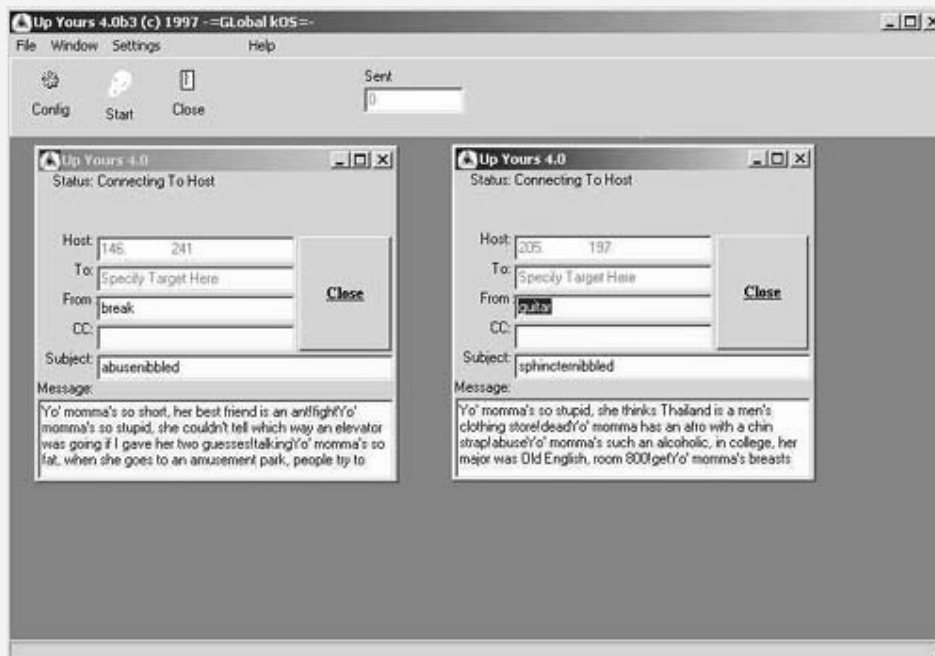 Up Yours 4.0b3 (c) 1997 -=GLobal kOS=-
File Window Settings Help
Config
Start
Close
Sent
0
Up Yours 4.0
Status: Connecting To Host
Host: 146. 241
To: Specify Target Here
From: break
CC:
Subject: abusenibbled
Close
Message:
Yo' momma's so short, her best friend is an ant!fight!Yo'
momma's so stupid, she couldn't tell which way an elevator
was going if I gave her two guesses!talkingYo' momma's so
fat, when she goes to an amusement park, people try to
Up Yours 4.0
Status: Connecting To Host
Host: 205. 197
To: Specify Target Here
From: guitar
CC:
Subject: sphincternibbled
Close
Message:
Yo' momma's so stupid, she thinks Thailand is a men's
clothing store!deadYo' momma has an afro with a chin
strap!abuseYo' momma's such an alcoholic, in college, her
major was Old English, room 800!getYo' momma's breasts